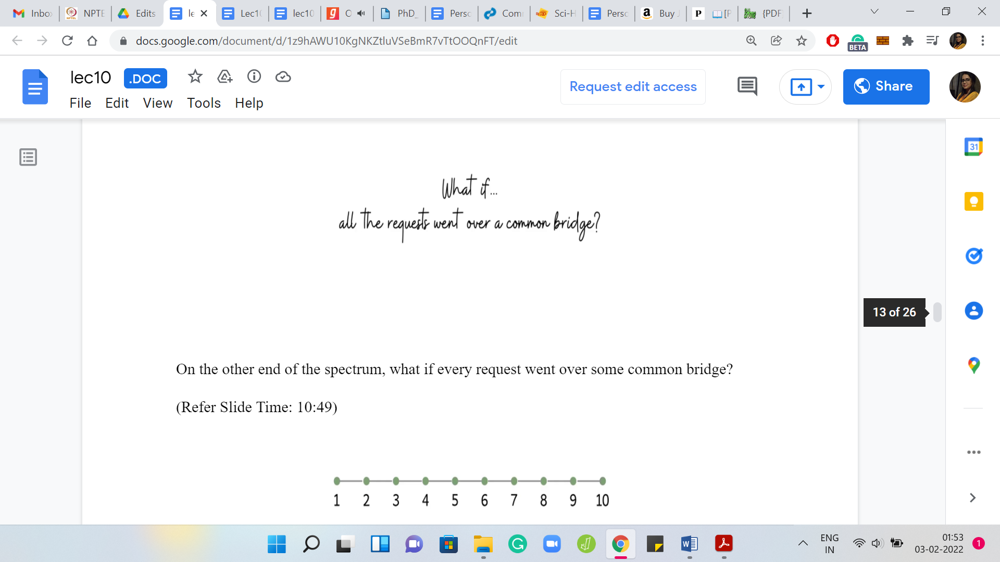 Inbo
NPTE
Edits
le
Lec1
lec10
PhD_
Perso
Com
Sci-H
Perso
Buy
{PDF
docs.google.com/document/d/1z9hAWU10KgNKZtluVSeBmR7vTtOOQnFT/edit
BETA
lec10
.DOC
Request edit access
Share
File Edit View Tools Help
31
What if...
all the requests went over a common bridge?
13 of 26
On the other end of the spectrum, what if every request went over some common bridge?
(Refer Slide Time: 10:49)
1 2 3 4 5 6 7 8 9 10
ENG
IN
01:53
03-02-2022
1